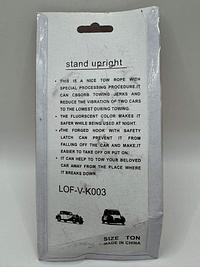 stand upright
• THIS IS A NICE TOW ROPE WITH
SPECIAL PROCESSING PROCEDURE.IT
CAN CBSORB TOWING JERKS AND
REDUCE THE VIBRATION OF TWO CARS
TO THE LOWEST DURING TOWING.
• THE FLUORSCENT COLOR MAKES IT
SAFER WHILE BEING USED AT NIGHT.
• THE FORGED HOOK WITH SAFETY
LATCH CAN PREVENT IT FROM
FALLING OFF THE CAR AND MAKE.IT
EASIER TO TAKE OFF OR PUT ON:
• IT CAN HELP TO TOW YOUR BELOVED
CAR AWAY FROM THE PLACE WHERE
IT BREAKS DOWN.
LOF-V-K003
SIZE TON
MADE IN CHINA